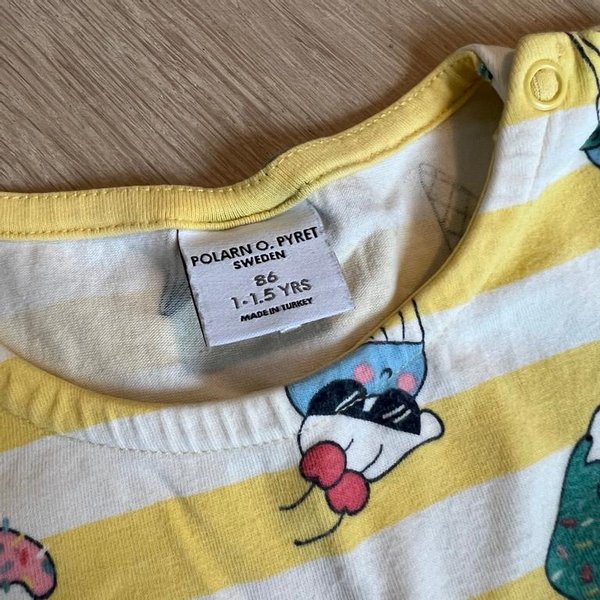 POLARN O. PYRET
SWEDEN
86
1-1.5 YRS
MADE IN TURKEY